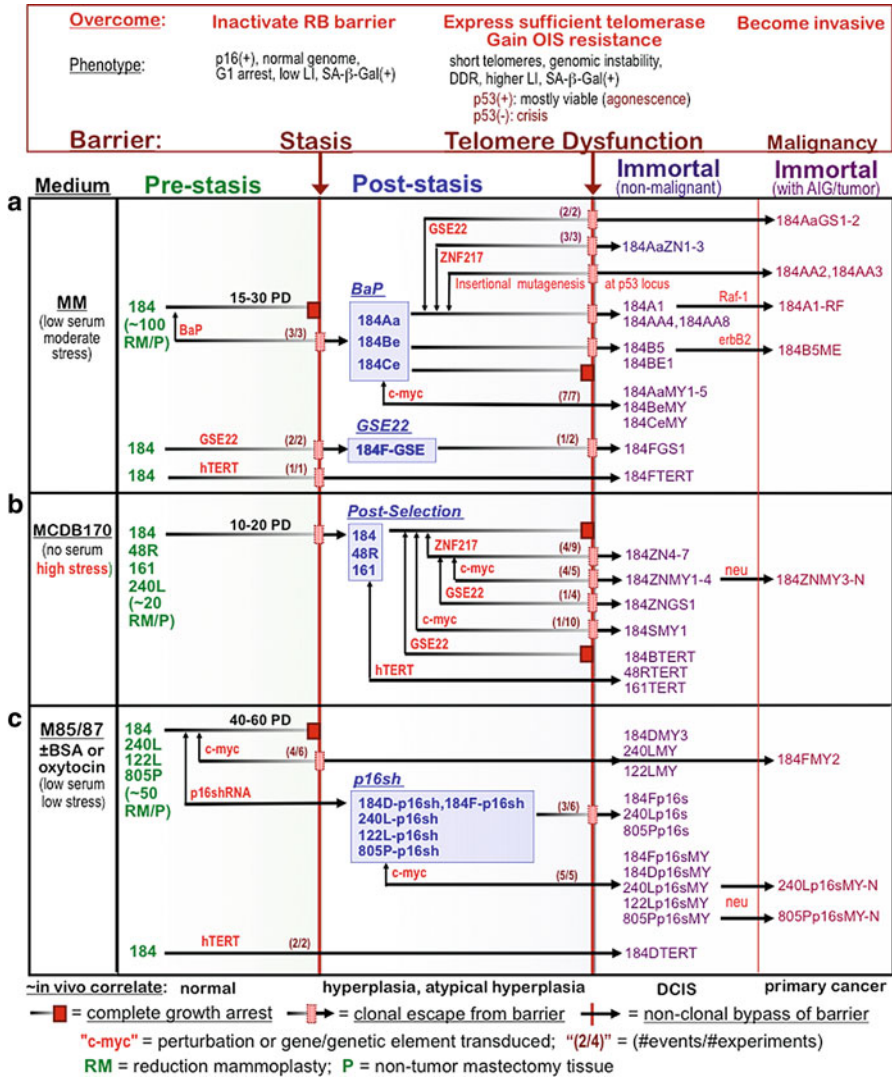 Overcome: Inactivate RB barrier Express sufficient telomerase Become invasive
Gain OIS resistance
Phenotype: p16(+), normal genome, short telomeres, genomic instability,
G1 arrest, low LI, SA-β-Gal(+) DDR, higher LI, SA-β-Gal(+)
p53(+): mostly viable (agonescence)
p53(-): crisis
Barrier: Stasis Telomere Dysfunction Malignancy
Medium Pre-stasis Post-stasis Immortal Immortal
(non-malignant) (with AIG/tumor)
a
(2/2) 184AaGS1-2
GSE22
(3/3) 184AaZN1-3
ZNF217
Insertional mutagenesis at p53 locus 184AA2,184AA3
MM
(low serum
moderate
stress)
184 15-30 PD
(~100
RM/P)
BaP (3/3)
BaP
184Aa
184Be
184Ce
184A1 Raf-1 184A1-RF
184AA4,184AA8
184B5 erbB2 184B5ME
184BE1
c-myc (7/7) 184AaMY1-5
184BeMY
184CeMY
GSE22
184 GSE22 (2/2) 184F-GSE (1/2) 184FGS1
184 hTERT (1/1) 184FTERT
b
MCDB170
(no serum
high stress)
184 10-20 PD
48R
161
240L
(~20
RM/P)
Post-Selection
184
48R
161
ZNF217 (4/9) 184ZN4-7
c-myc (4/5) 184ZNMY1-4 neu 184ZNMY3-N
GSE22 (1/4) 184ZNGS1
c-myc (1/10) 184SMY1
GSE22
hTERT
184BTERT
48RTERT
161TERT
c
M85/87
±BSA or
oxytocin
(low serum
low stress)
184 40-60 PD
240L
122L
805P
(~50
RM/P)
c-myc (4/6)
184DMY3
240LMY
122LMY
184FMY2
p16shRNA
p16sh
184D-p16sh,184F-p16sh
240L-p16sh
122L-p16sh
805P-p16sh
(3/6)
184Fp16s
240Lp16s
805Pp16s
c-myc (5/5)
184Fp16sMY
184Dp16sMY
240Lp16sMY 240Lp16sMY-N
122Lp16sMY neu
805Pp16sMY 805Pp16sMY-N
184 hTERT (2/2) 184DTERT
~in vivo correlate: normal hyperplasia, atypical hyperplasia DCIS primary cancer
= complete growth arrest = clonal escape from barrier = non-clonal bypass of barrier
"c-myc" = perturbation or gene/genetic element transduced; “(2/4)” = (#events/#experiments)
RM = reduction mammoplasty; P = non-tumor mastectomy tissue